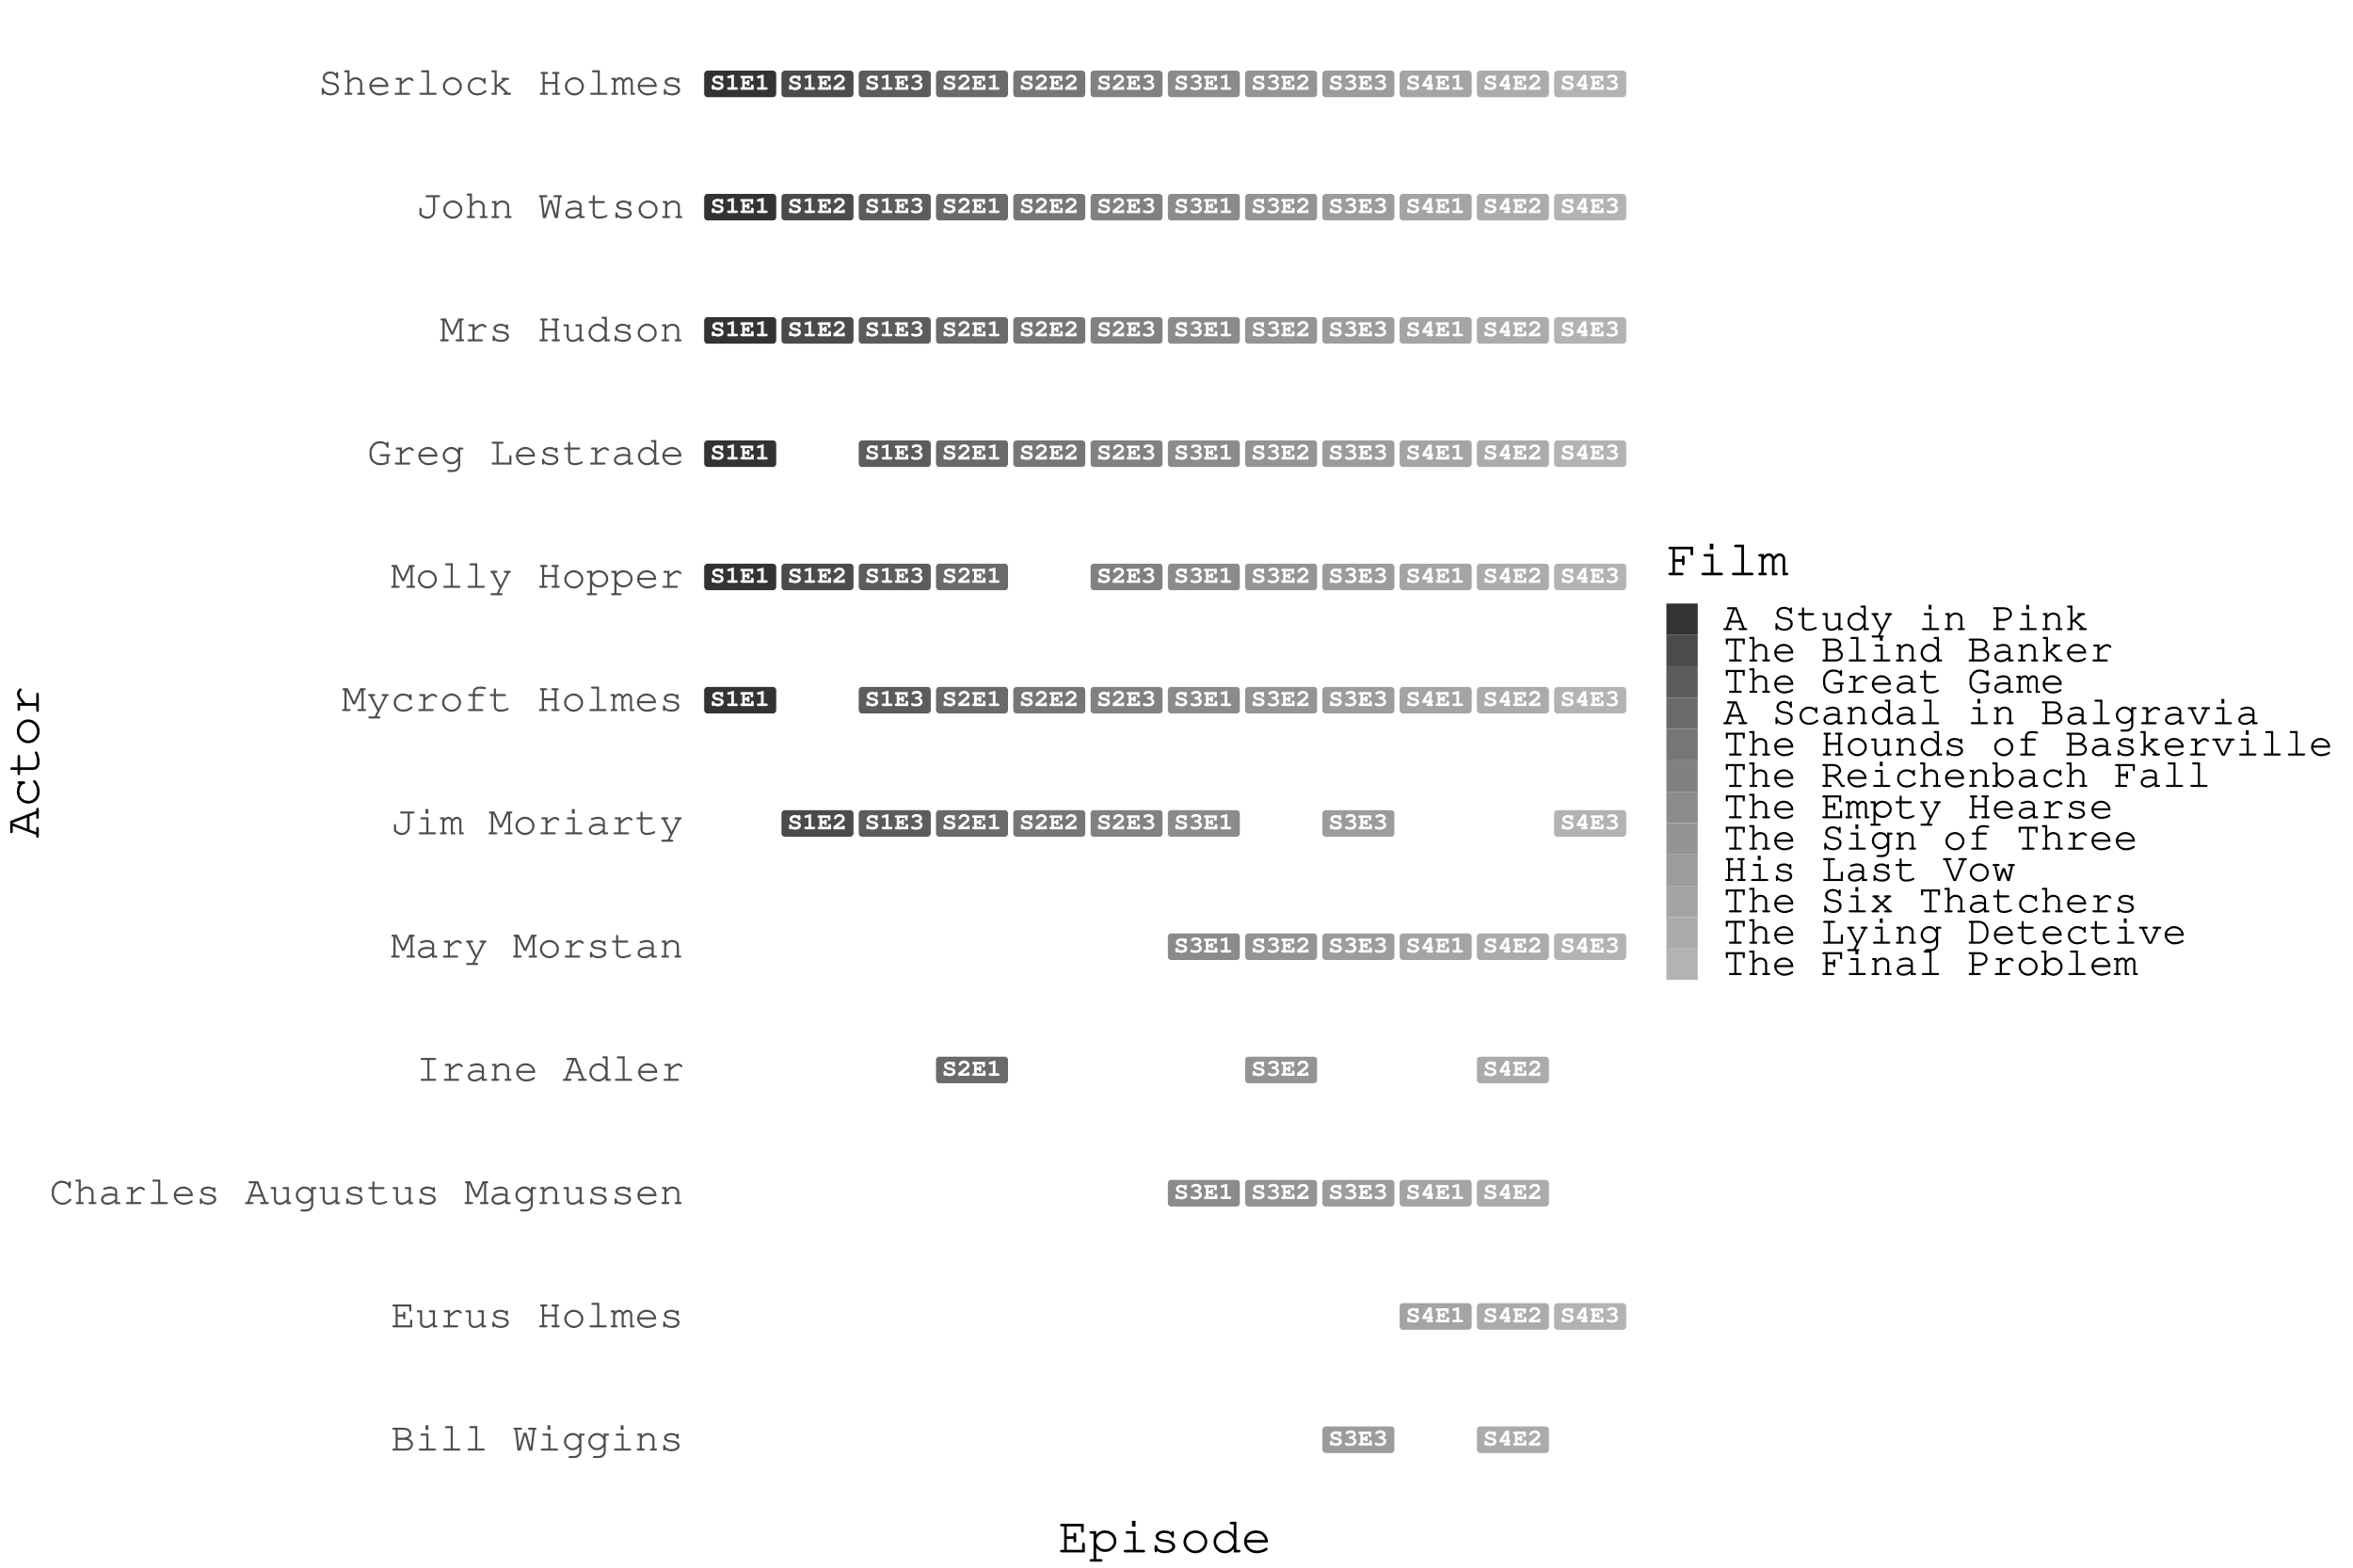 Sherlock Holmes S1E1 S1E2 S1E3 S2E1 S2E2 S2E3 S3E1 S3E2 S3E3 S4E1 S4E2 S4E3
John Watson S1E1 S1E2 S1E3 S2E1 S2E2 S2E3 S3E1 S3E2 S3E3 S4E1 S4E2 S4E3
Mrs Hudson S1E1 S1E2 S1E3 S2E1 S2E2 S2E3 S3E1 S3E2 S3E3 S4E1 S4E2 S4E3
Greg Lestrade S1E1 S1E3 S2E1 S2E2 S2E3 S3E1 S3E2 S3E3 S4E1 S4E2 S4E3
Molly Hopper S1E1 S1E2 S1E3 S2E1 S2E3 S3E1 S3E2 S3E3 S4E1 S4E2 S4E3
Mycroft Holmes S1E1 S1E3 S2E1 S2E2 S2E3 S3E1 S3E2 S3E3 S4E1 S4E2 S4E3
Jim Moriarty S1E2 S1E3 S2E1 S2E2 S2E3 S3E1 S3E3 S4E3
Mary Morstan S3E1 S3E2 S3E3 S4E1 S4E2 S4E3
Irane Adler S2E1 S3E2 S4E2
Charles Augustus Magnussen S3E1 S3E2 S3E3 S4E1 S4E2
Eurus Holmes S4E1 S4E2 S4E3
Bill Wiggins S3E3 S4E2
Actor
Episode
Film
A Study in Pink
The Blind Banker
The Great Game
A Scandal in Balgravia
The Hounds of Baskerville
The Reichenbach Fall
The Empty Hearse
The Sign of Three
His Last Vow
The Six Thatchers
The Lying Detective
The Final Problem